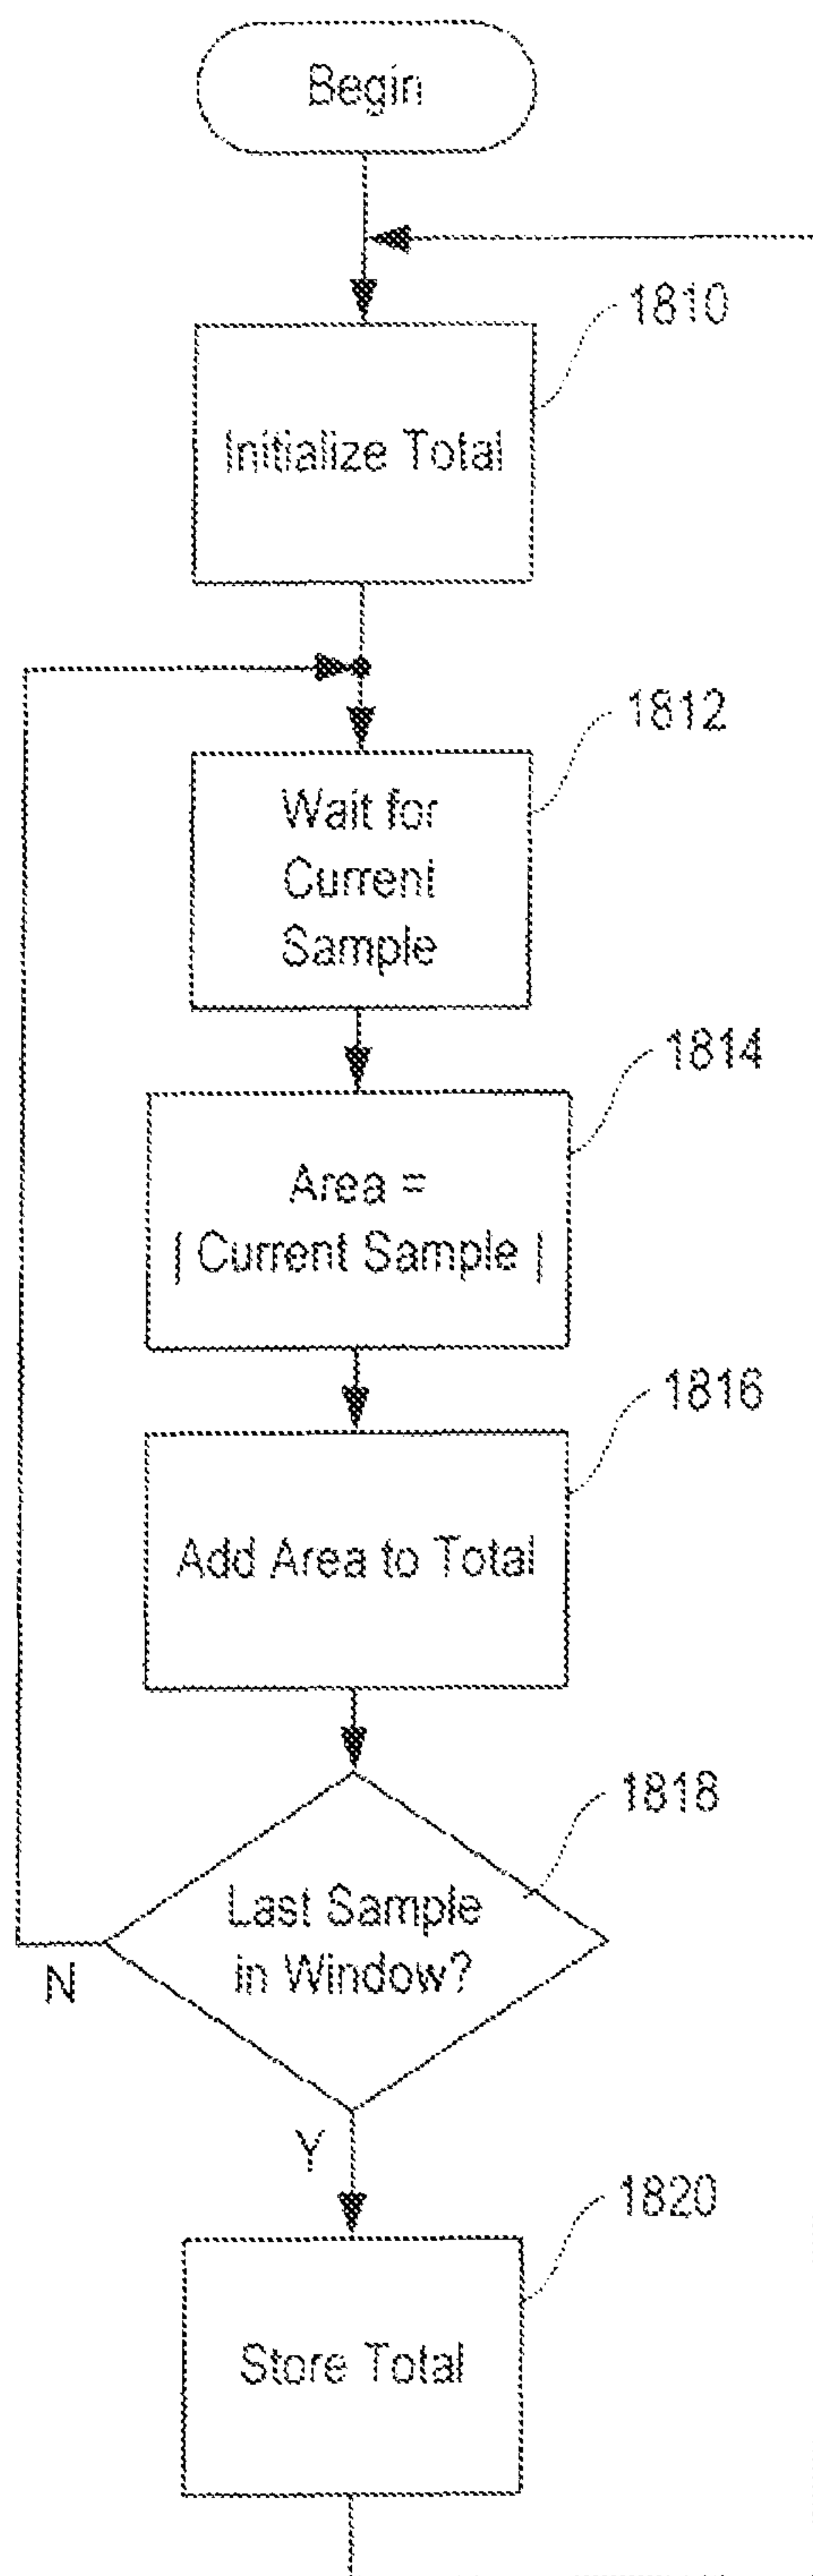 Begin
1810
Initialize Total
1812
Wait for
Current
Sample
1814
Area =
| Current Sample |
1816
Add Area to Total
1818
Last Sample
in Window?
N
Y
1820
Store Total